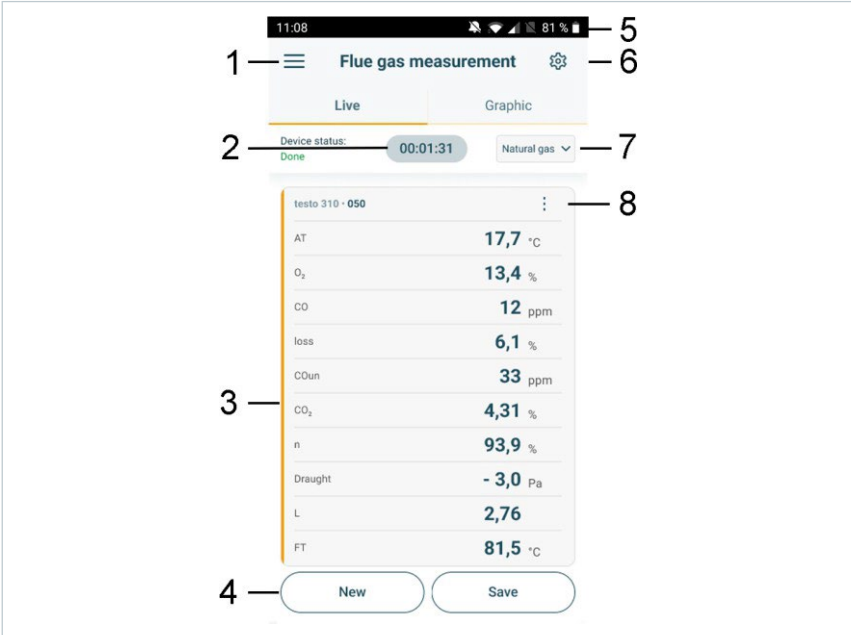 11:08 81 % 5
1 Flue gas measurement 6
Live Graphic
2 Device status: 00:01:31 Natural gas 7
Done
testo 310 · 050 8
AT 17,7 °C
O₂ 13,4 %
CO 12 ppm
loss 6,1 %
COun 33 ppm
3 CO₂ 4,31 %
n 93,9 %
Draught - 3,0 Pa
L 2,76
FT 81,5 °C
4 New Save